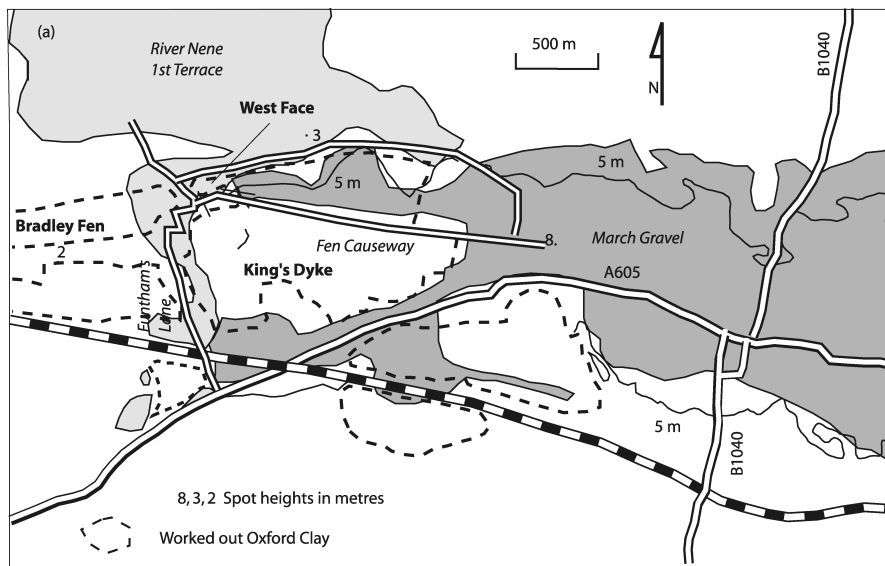 (a)
River Nene
1st Terrace
500 m
N
B1040
West Face
3
5 m
5 m
Bradley Fen
2
Fen Causeway
8.
March Gravel
King's Dyke
A605
Funtham's
Lane
5 m
B1040
8, 3, 2 Spot heights in metres
Worked out Oxford Clay